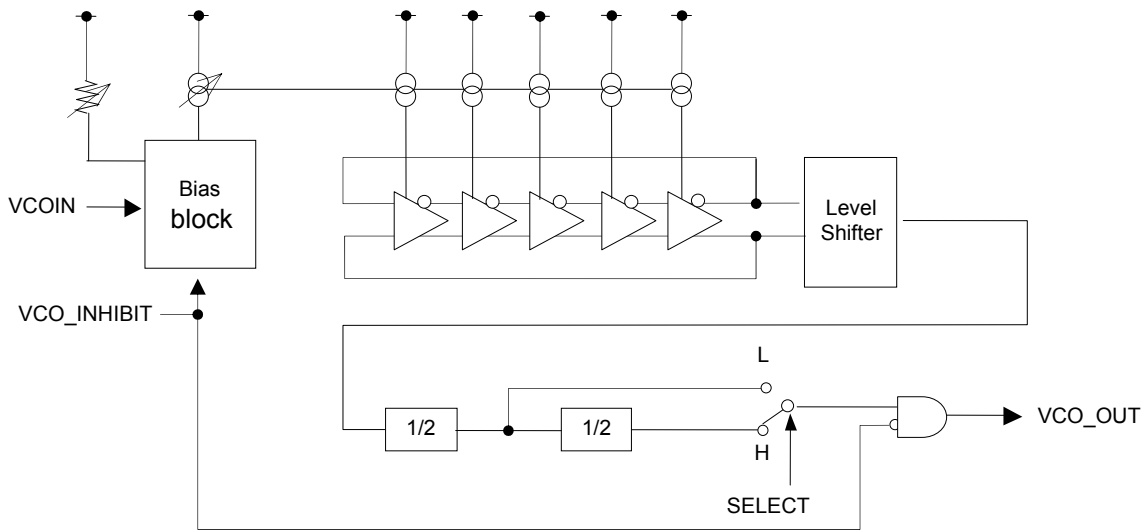 VCOIN
Bias
block
Level
Shifter
VCO_INHIBIT
L
1/2
1/2
H
VCO_OUT
SELECT